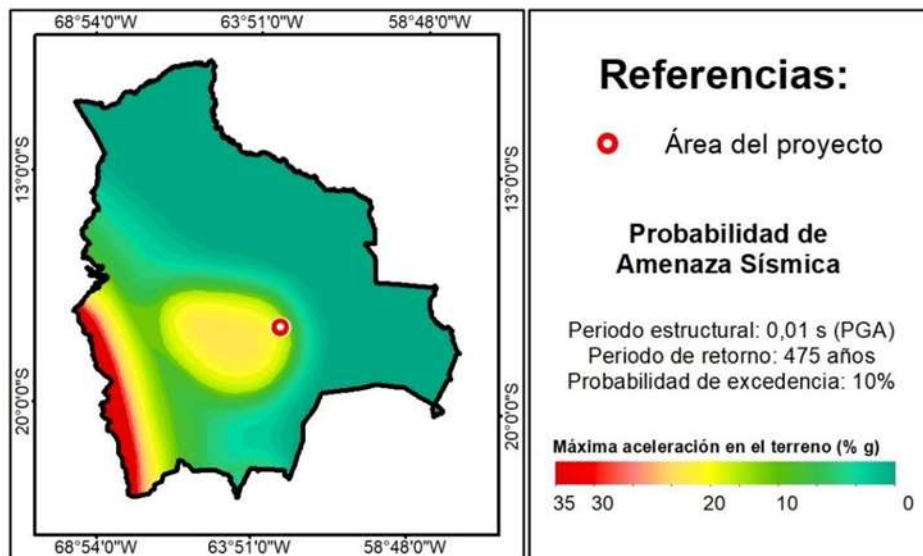 68°54'0"W 63°51'0"W 58°48'0"W
13°0'0"S
13°0'0"S
20°0'0"S
20°0'0"S
68°54'0"W 63°51'0"W 58°48'0"W
Referencias:
Área del proyecto
Probabilidad de
Amenaza Sísmica
Periodo estructural: 0,01 s (PGA)
Periodo de retorno: 475 años
Probabilidad de excedencia: 10%
Máxima aceleración en el terreno (% g)
35 30 20 10 0